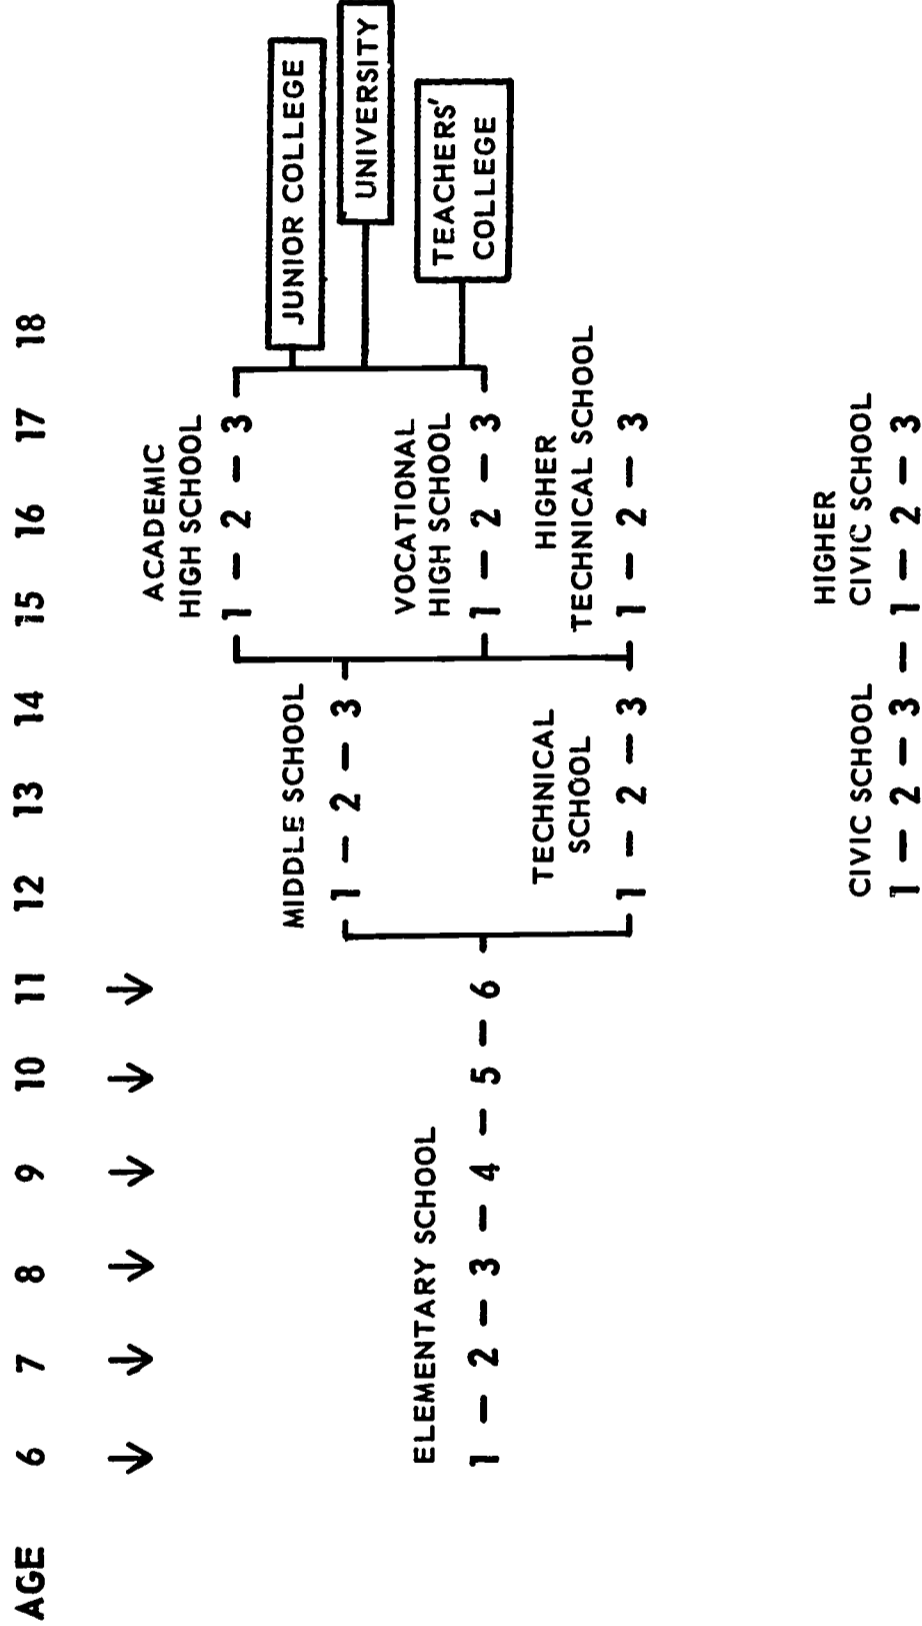 AGE 6 7 8 9 10 11 12 13 14 15 16 17 18
ACADEMIC
HIGH SCHOOL
1 – 2 – 3
JUNIOR COLLEGE
MIDDLE SCHOOL
1 – 2 – 3
UNIVERSITY
ELEMENTARY SCHOOL
1 – 2 – 3 – 4 – 5 – 6
VOCATIONAL
HIGH SCHOOL
1 – 2 – 3
TEACHERS'
COLLEGE
TECHNICAL
SCHOOL
1 – 2 – 3
HIGHER
TECHNICAL SCHOOL
1 – 2 – 3
CIVIC SCHOOL
1 – 2 – 3 –
HIGHER
CIVIC SCHOOL
1 – 2 – 3